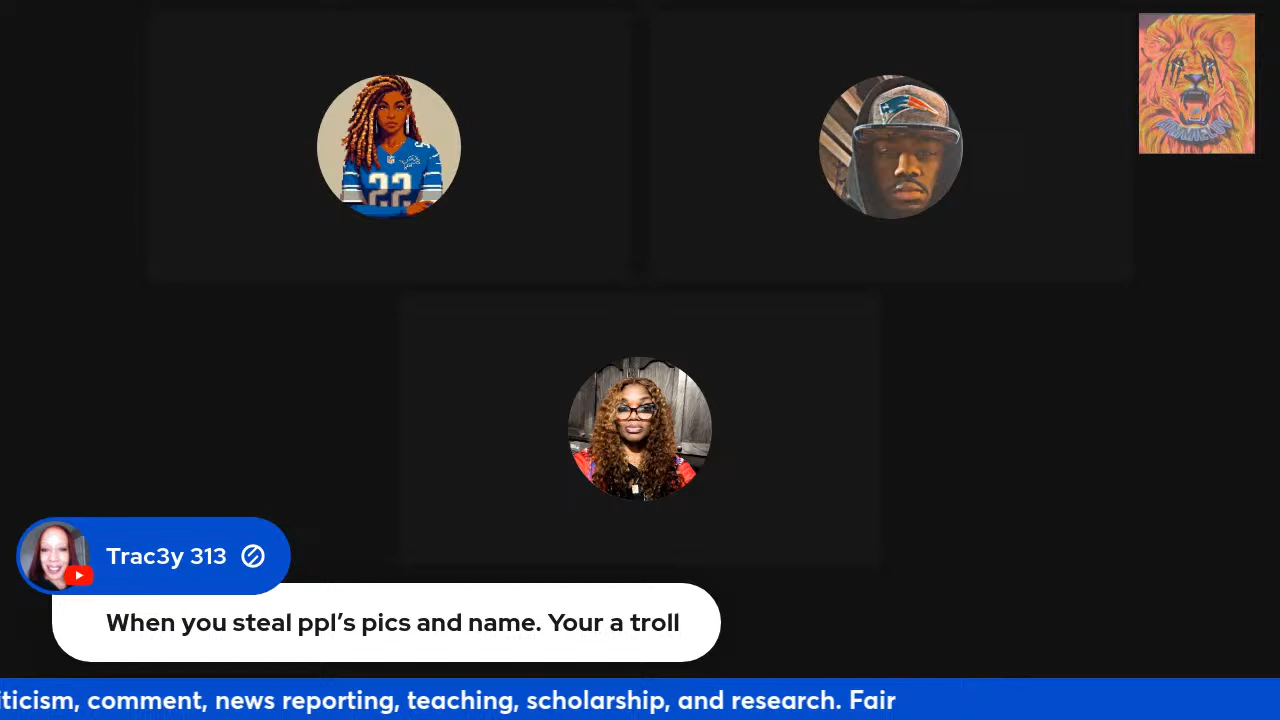 22
Trac3y 313
When you steal ppl’s pics and name. Your a troll
iticism, comment, news reporting, teaching, scholarship, and research. Fair